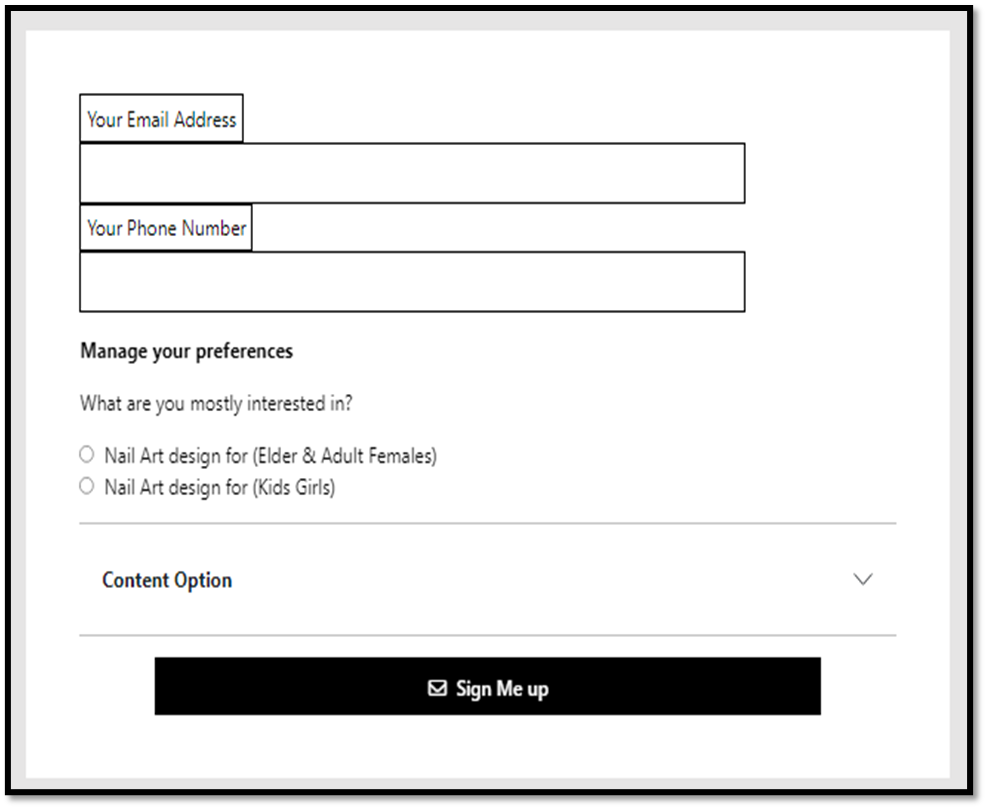 Your Email Address
Your Phone Number
Manage your preferences
What are you mostly interested in?
Nail Art design for (Elder & Adult Females)
Nail Art design for (Kids Girls)
Content Option
Sign Me up